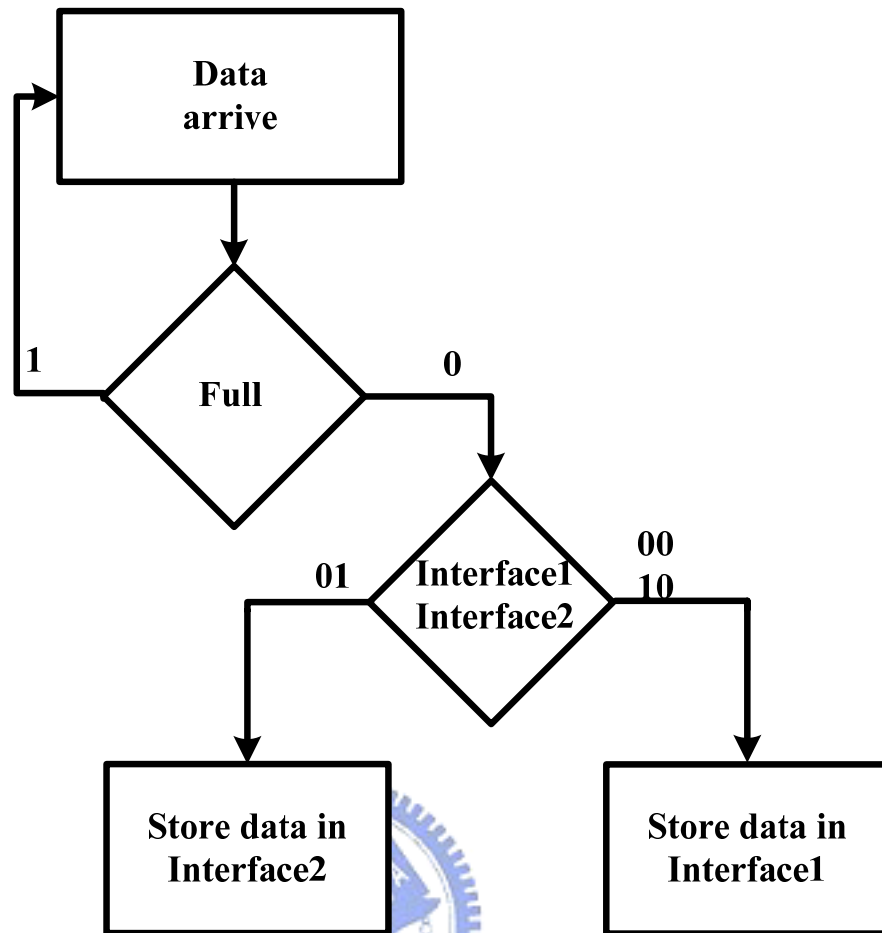 Data
arrive
1
Full
0
01
Interface1
Interface2
00
10
Store data in
Interface2
Store data in
Interface1